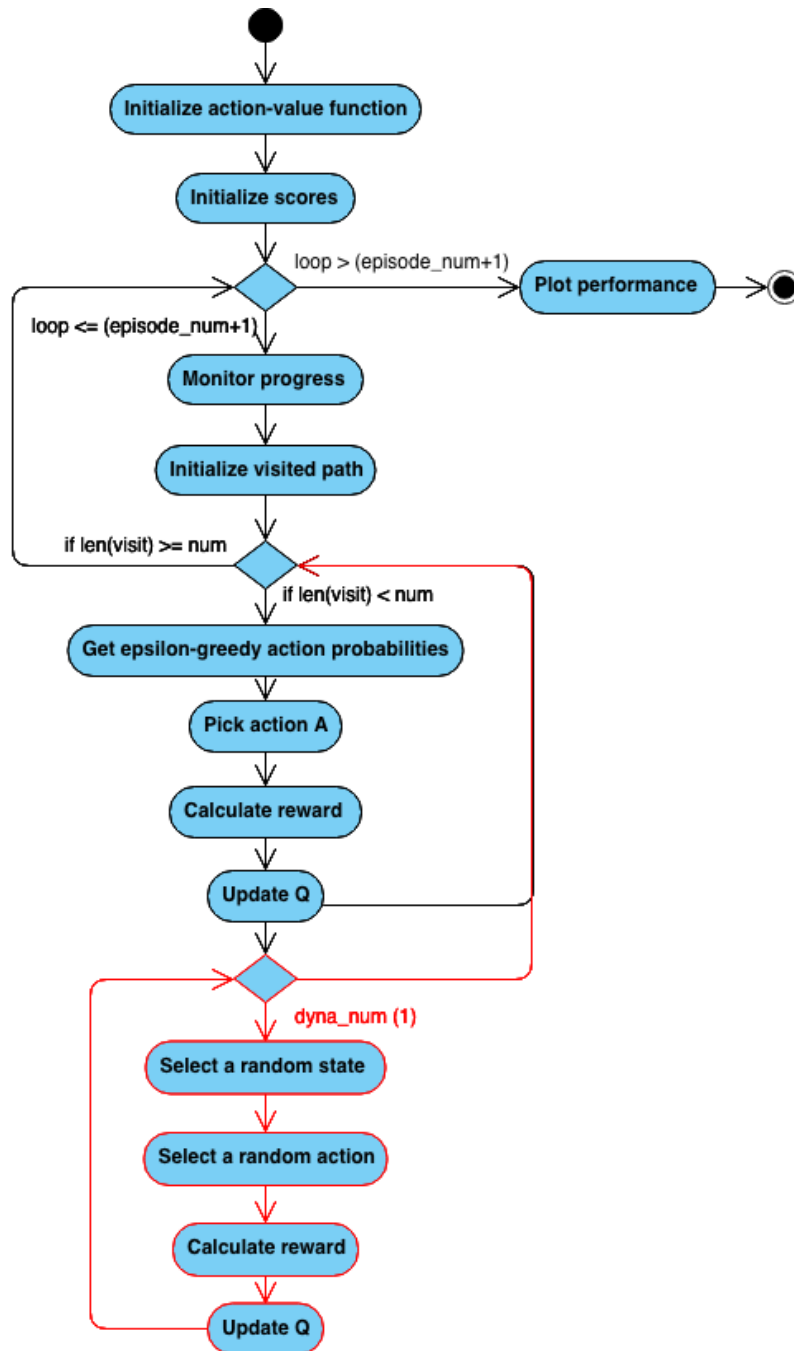 Initialize action-value function
Initialize scores
loop > (episode_num+1)
Plot performance
loop <= (episode_num+1)
Monitor progress
Initialize visited path
if len(visit) >= num
if len(visit) < num
Get epsilon-greedy action probabilities
Pick action A
Calculate reward
Update Q
dyna_num (1)
Select a random state
Select a random action
Calculate reward
Update Q